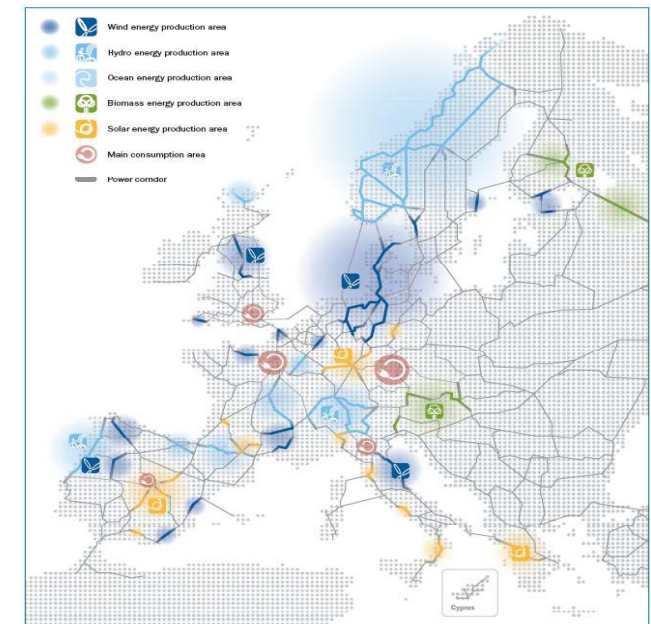 Wind energy production area
Hydro energy production area
Ocean energy production area
Biomass energy production area
Solar energy production area
Main consumption area
Power corridor
Cyprus